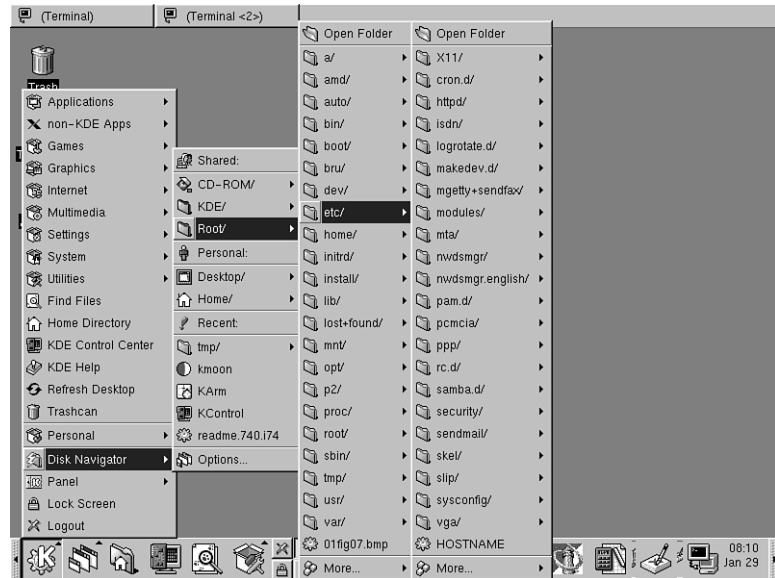 (Terminal)
(Terminal <2>)
Trash
Applications
non-KDE Apps
Games
Graphics
Internet
Multimedia
Settings
System
Utilities
Find Files
Home Directory
KDE Control Center
KDE Help
Refresh Desktop
Trashcan
Personal
Disk Navigator
Panel
Lock Screen
Logout
Shared:
CD-ROM/
KDE/
Root/
Personal:
Desktop/
Home/
Recent:
tmp/
kmoon
KArm
KControl
readme.740.i74
Options...
Open Folder
a/
amd/
auto/
bin/
boot/
bru/
dev/
etc/
home/
initrd/
install/
lib/
lost+found/
mnt/
opt/
p2/
proc/
root/
sbin/
tmp/
usr/
var/
01fig07.bmp
More...
Open Folder
X11/
cron.d/
httpd/
isdn/
logrotate.d/
makedev.d/
mgetty+sendfax/
modules/
mta/
nwdsmgr/
nwdsmgr.english/
pam.d/
pcmcia/
ppp/
rc.d/
samba.d/
security/
sendmail/
skel/
slip/
sysconfig/
vga/
HOSTNAME
More...
08:10
Jan 29